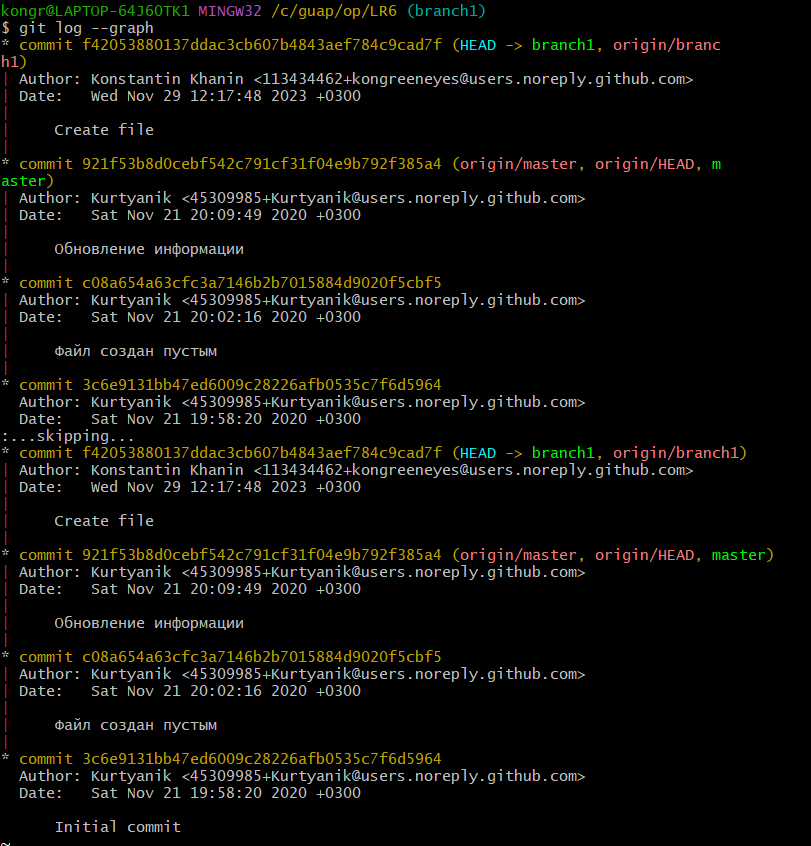 kongr@LAPTOP-64J6OTK1 MINGW32 /c/guap/op/LR6 (branch1)
$ git log --graph
* commit f42053880137ddac3cb607b4843aef784c9cad7f (HEAD -> branch1, origin/branc
h1)
| Author: Konstantin Khanin <113434462+kongreeneyes@users.noreply.github.com>
| Date:   Wed Nov 29 12:17:48 2023 +0300
|
|     Create file
|
* commit 921f53b8d0cebf542c791cf31f04e9b792f385a4 (origin/master, origin/HEAD, m
aster)
| Author: Kurtyanik <45309985+Kurtyanik@users.noreply.github.com>
| Date:   Sat Nov 21 20:09:49 2020 +0300
|
|     Обновление информации
|
* commit c08a654a63cfc3a7146b2b7015884d9020f5cbf5
| Author: Kurtyanik <45309985+Kurtyanik@users.noreply.github.com>
| Date:   Sat Nov 21 20:02:16 2020 +0300
|
|     Файл создан пустым
|
* commit 3c6e9131bb47ed6009c28226afb0535c7f6d5964
  Author: Kurtyanik <45309985+Kurtyanik@users.noreply.github.com>
  Date:   Sat Nov 21 19:58:20 2020 +0300
:...skipping...
* commit f42053880137ddac3cb607b4843aef784c9cad7f (HEAD -> branch1, origin/branch1)
| Author: Konstantin Khanin <113434462+kongreeneyes@users.noreply.github.com>
| Date:   Wed Nov 29 12:17:48 2023 +0300
|
|     Create file
|
* commit 921f53b8d0cebf542c791cf31f04e9b792f385a4 (origin/master, origin/HEAD, master)
| Author: Kurtyanik <45309985+Kurtyanik@users.noreply.github.com>
| Date:   Sat Nov 21 20:09:49 2020 +0300
|
|     Обновление информации
|
* commit c08a654a63cfc3a7146b2b7015884d9020f5cbf5
| Author: Kurtyanik <45309985+Kurtyanik@users.noreply.github.com>
| Date:   Sat Nov 21 20:02:16 2020 +0300
|
|     Файл создан пустым
|
* commit 3c6e9131bb47ed6009c28226afb0535c7f6d5964
  Author: Kurtyanik <45309985+Kurtyanik@users.noreply.github.com>
  Date:   Sat Nov 21 19:58:20 2020 +0300

      Initial commit
~